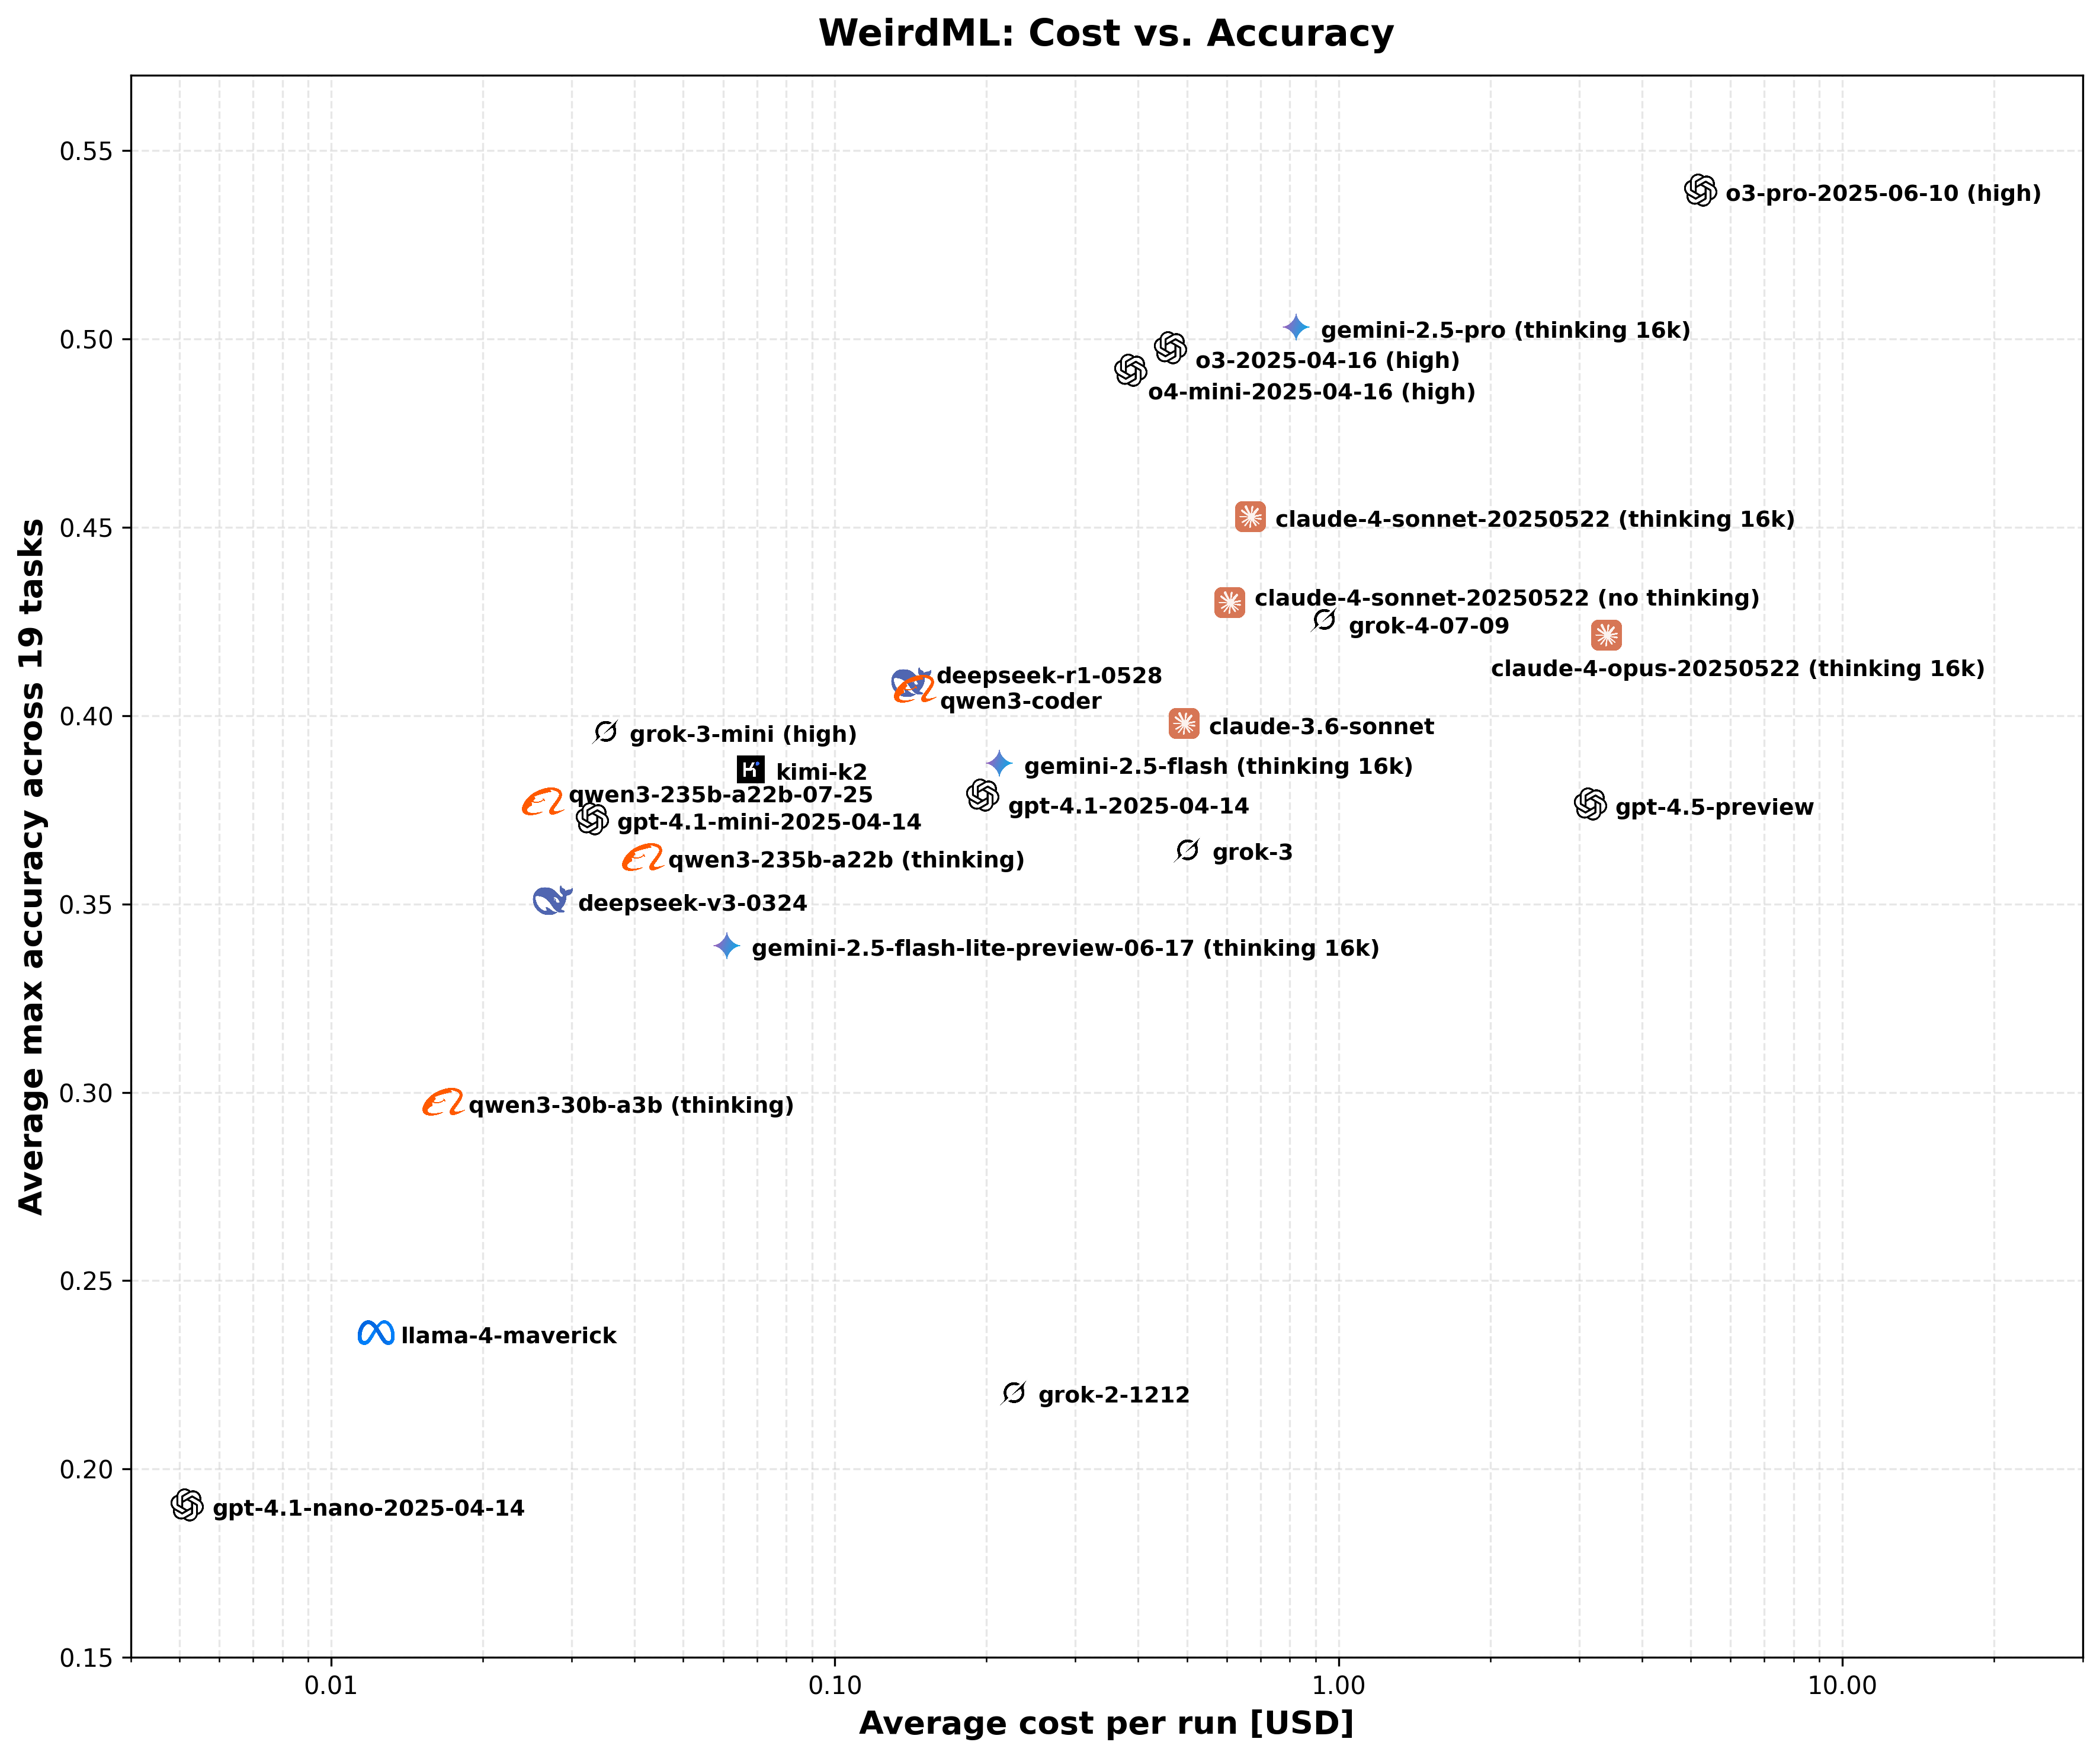 WeirdML: Cost vs. Accuracy
Average max accuracy across 19 tasks
0.55
0.50
0.45
0.40
0.35
0.30
0.25
0.20
0.15
o3-pro-2025-06-10 (high)
gemini-2.5-pro (thinking 16k)
o3-2025-04-16 (high)
o4-mini-2025-04-16 (high)
claude-4-sonnet-20250522 (thinking 16k)
claude-4-sonnet-20250522 (no thinking)
grok-4-07-09
claude-4-opus-20250522 (thinking 16k)
deepseek-r1-0528
qwen3-coder
claude-3.6-sonnet
grok-3-mini (high)
gemini-2.5-flash (thinking 16k)
kimi-k2
qwen3-235b-a22b-07-25
gpt-4.1-2025-04-14
gpt-4.5-preview
gpt-4.1-mini-2025-04-14
grok-3
qwen3-235b-a22b (thinking)
deepseek-v3-0324
gemini-2.5-flash-lite-preview-06-17 (thinking 16k)
qwen3-30b-a3b (thinking)
llama-4-maverick
grok-2-1212
gpt-4.1-nano-2025-04-14
0.01
0.10
1.00
10.00
Average cost per run [USD]